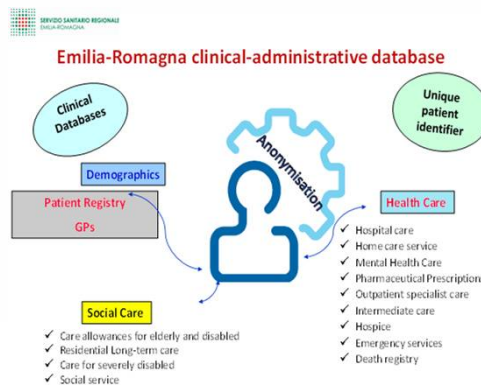 SERVIZIO SANITARIO REGIONALE
EMILIA-ROMAGNA
Emilia-Romagna clinical-administrative database
Clinical
Databases
Unique
patient
identifier
Anonymisation
Demographics
Patient Registry
GPs
Health Care
✓ Hospital care
✓ Home care service
✓ Mental Health Care
✓ Pharmaceutical Prescription
✓ Outpatient specialist care
✓ Intermediate care
✓ Hospice
✓ Emergency services
✓ Death registry
Social Care
✓ Care allowances for elderly and disabled
✓ Residential Long-term care
✓ Care for severely disabled
✓ Social service